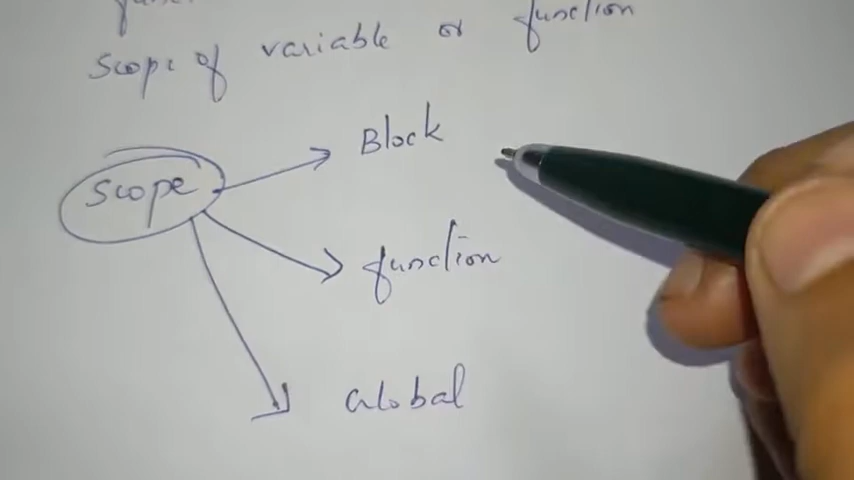 scope of variable or function
scope
Block
function
Global